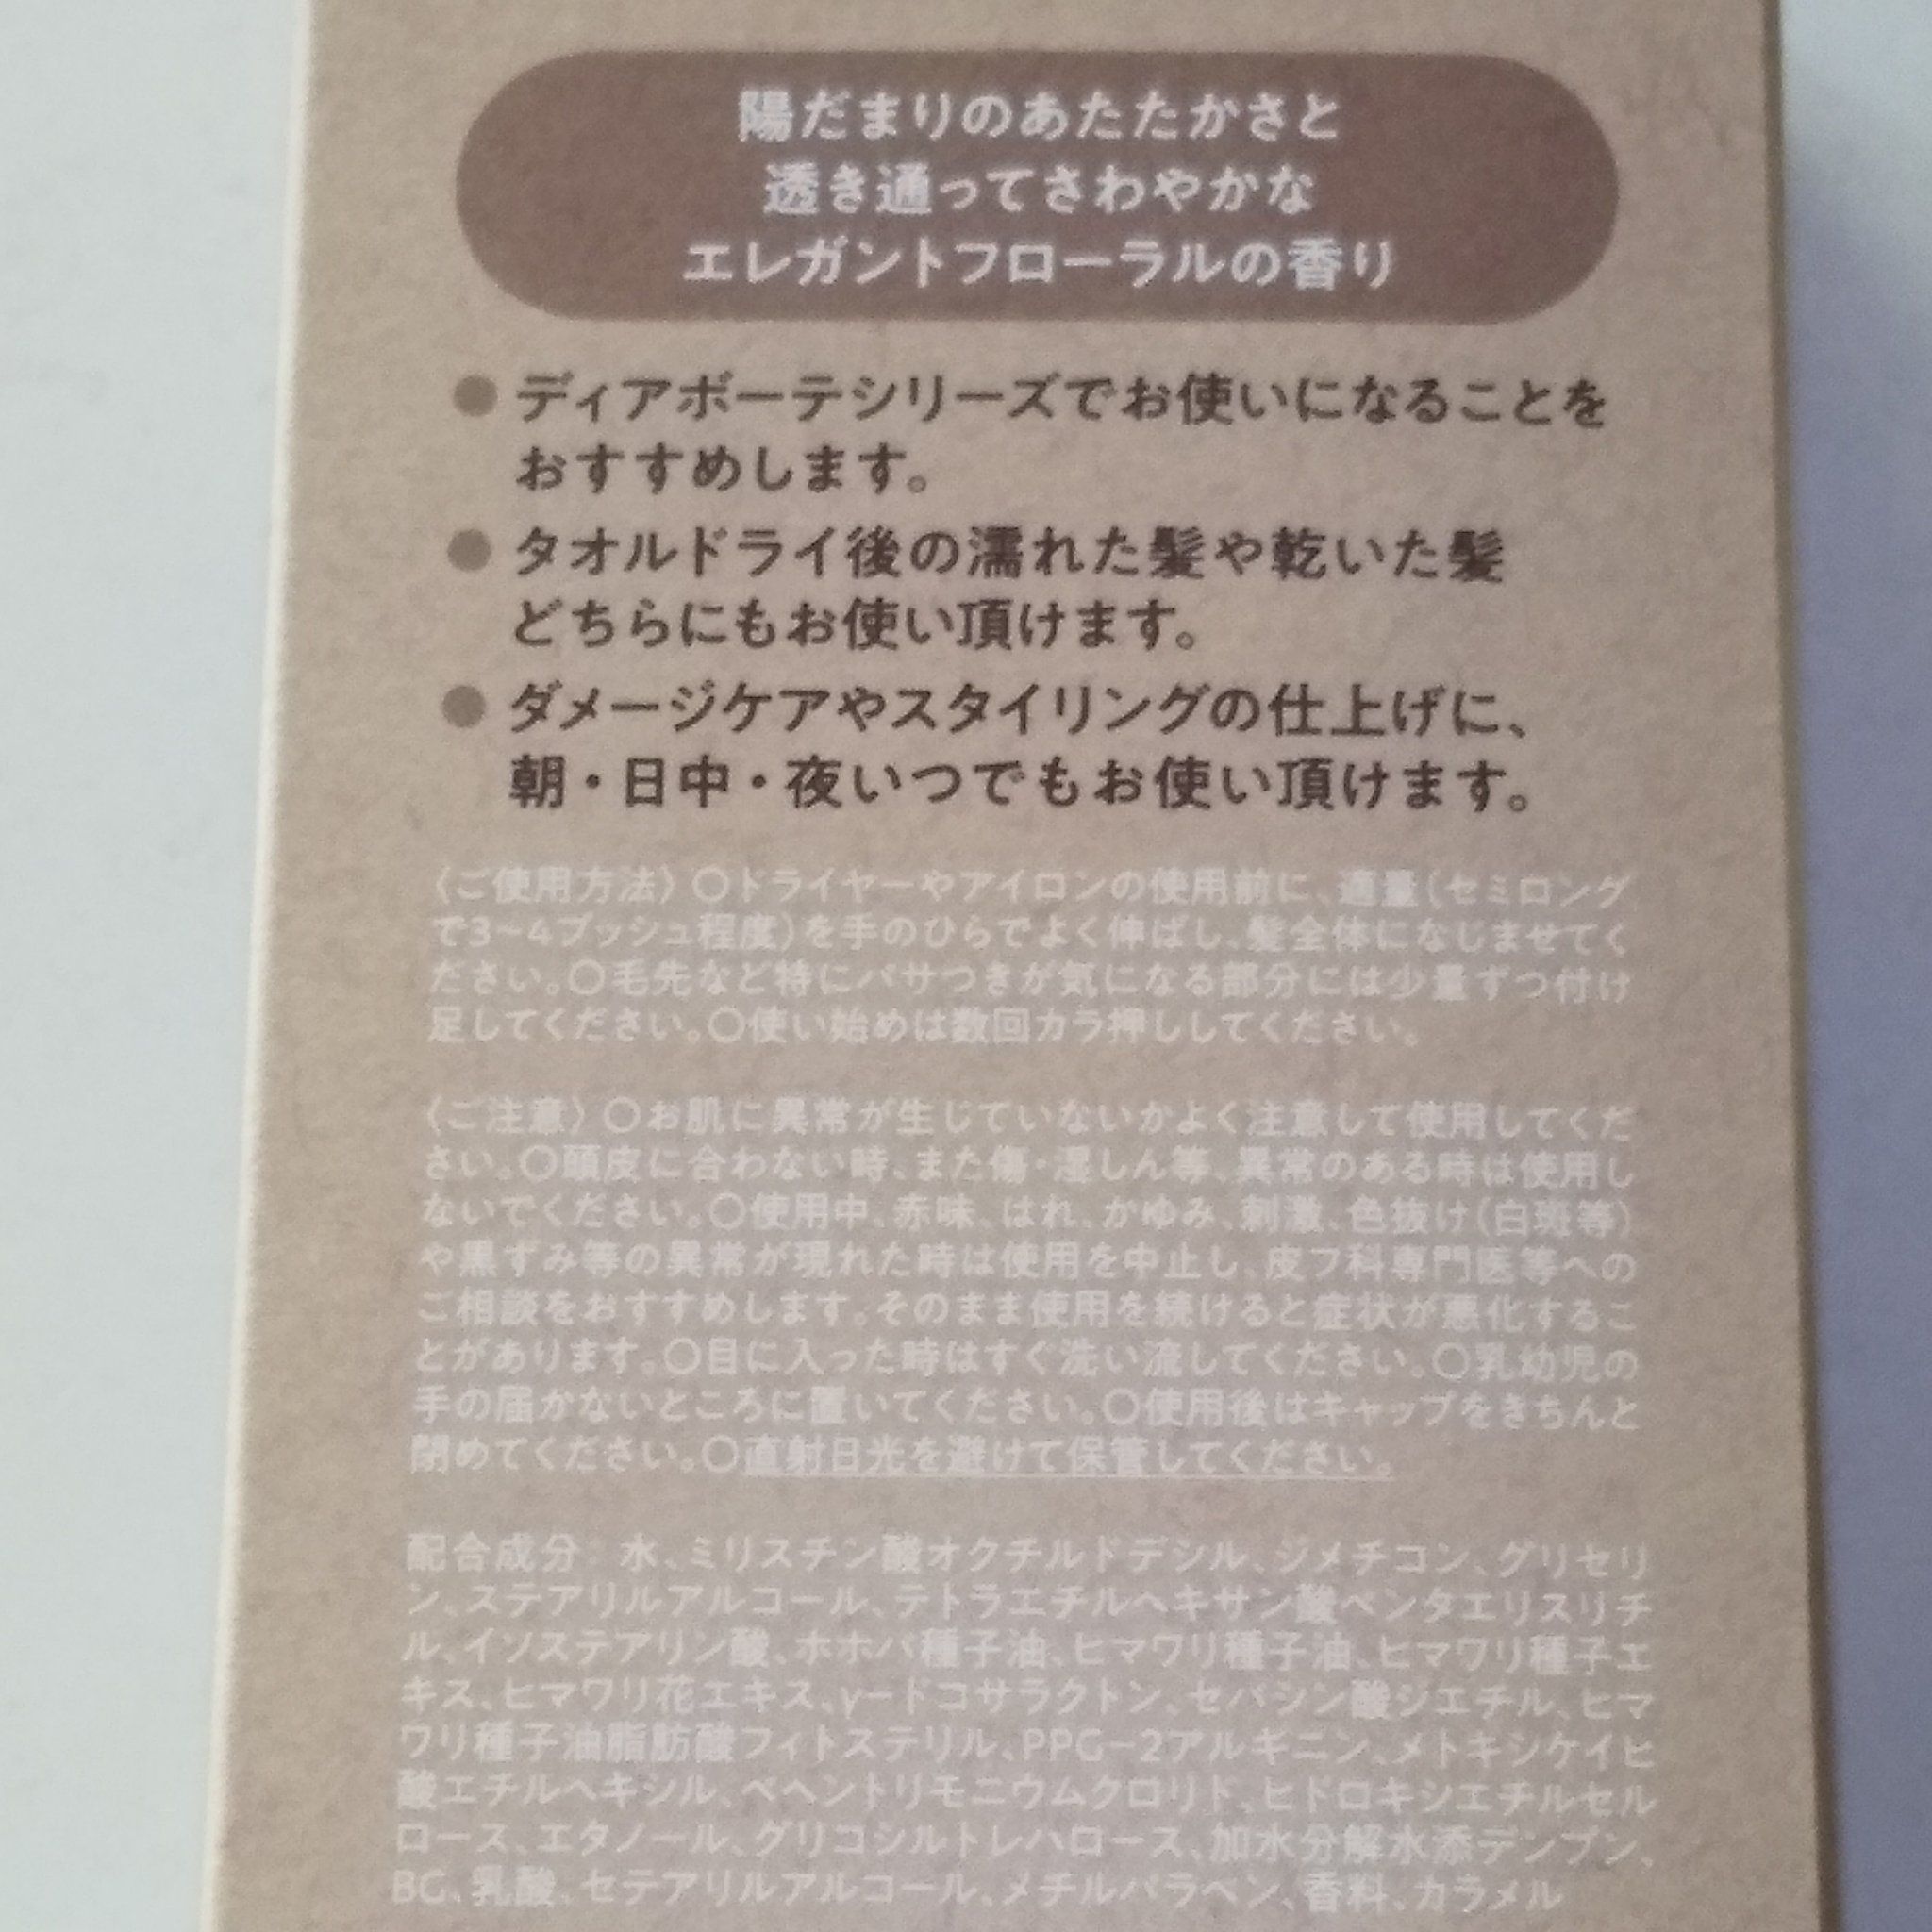 陽だまりのあたたかさと
透き通ってさわやかな
エレガントフローラルの香り
●ディアボーテシリーズでお使いになることを
おすすめします。
●タオルドライ後の濡れた髪や乾いた髪
どちらにもお使い頂けます。
●ダメージケアやスタイリングの仕上げに、
朝・日中・夜いつでもお使い頂けます。
〈ご使用方法〉○ドライヤーやアイロンの使用前に、適量(セミロング
で3~4プッシュ程度)を手のひらでよく伸ばし、髪全体になじませてく
ださい。○毛先など特にパサつきが気になる部分には少量ずつ付け
足してください。○使い始めは数回カラ押ししてください。
〈ご注意〉○お肌に異常が生じていないかよく注意して使用してくだ
さい。○頭皮に合わない時、また傷・湿しん等、異常のある時は使用し
ないでください。○使用中、赤味、はれ、かゆみ、刺激、色抜け(白斑等)
や黒ずみ等の異常が現れた時は使用を中止し、皮フ科専門医等への
ご相談をおすすめします。そのまま使用を続けると症状が悪化するこ
とがあります。○目に入った時はすぐ洗い流してください。○乳幼児の
手の届かないところに置いてください。○使用後はキャップをきちんと
閉めてください。○直射日光を避けて保管してください。
配合成分 水、ミリスチン酸オクチルドデシル、ジメチコン、グリセリ
ン、ステアリルアルコール、テトラエチルヘキサン酸ペンタエリスリチ
ル、イソステアリン酸、ホホバ種子油、ヒマワリ種子油、ヒマワリ種子エ
キス、ヒマワリ花エキス、γ-ドコサラクトン、セバシン酸ジエチル、ヒマ
ワリ種子油脂肪酸フィトステリル、PPG-2アルギニン、メトキシケイヒ
酸エチルヘキシル、ベヘントリモニウムクロリド、ヒドロキシエチルセル
ロース、エタノール、グリコシルトレハロース、加水分解水添デンプン、
BG、乳酸、セテアリルアルコール、メチルパラベン、香料、カラメル